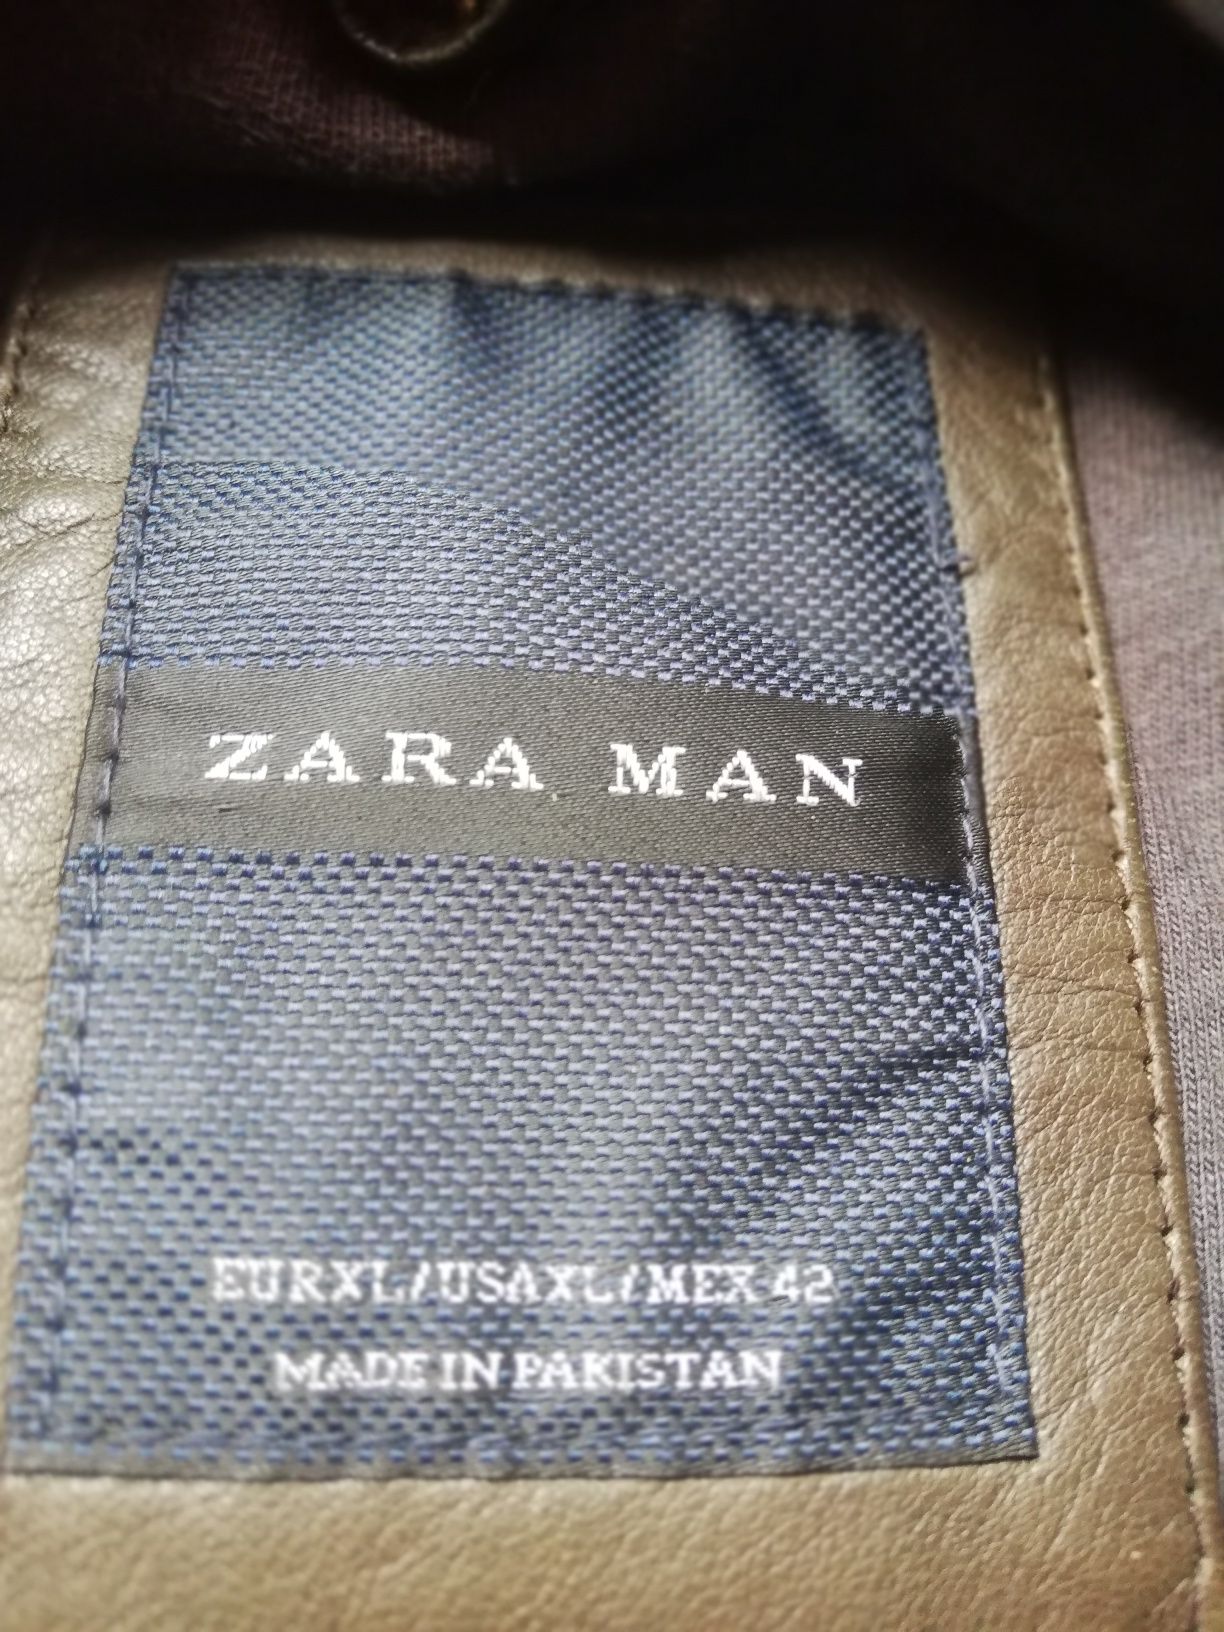 ZARA MAN
EUR XL/USA XL/MEX 42
MADE IN PAKISTAN